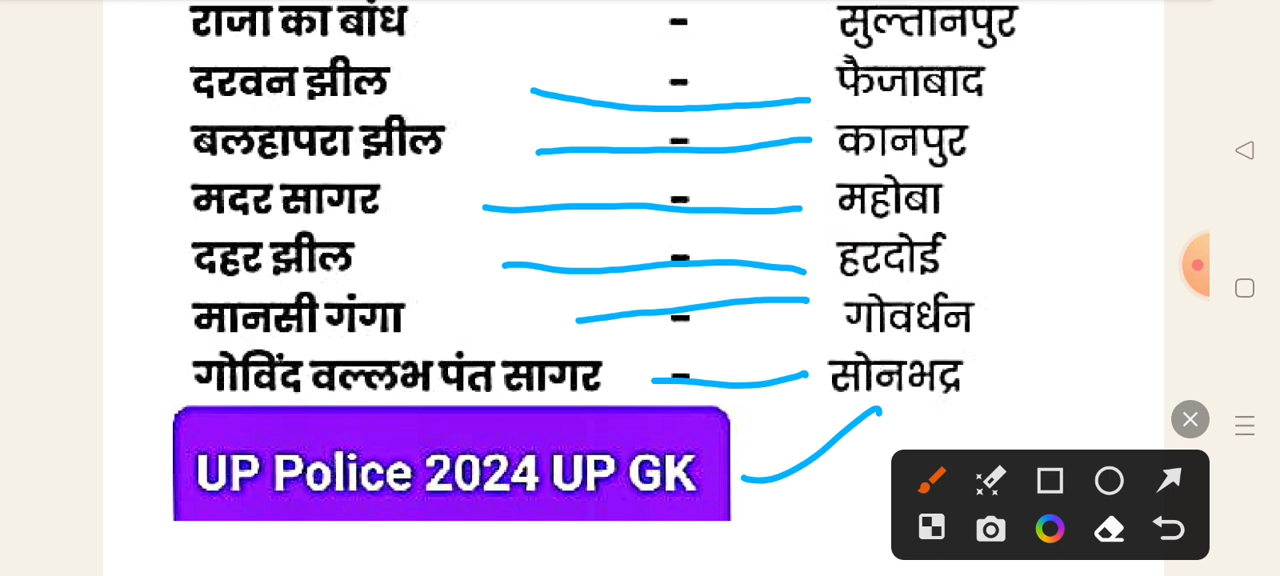 राजा का बांध - सुल्तानपुर
दरवन झील - फैजाबाद
बलहापरा झील - कानपुर
मदर सागर - महोबा
दहर झील - हरदोई
मानसी गंगा - गोवर्धन
गोविंद वल्लभ पंत सागर - सोनभद्र
UP Police 2024 UP GK